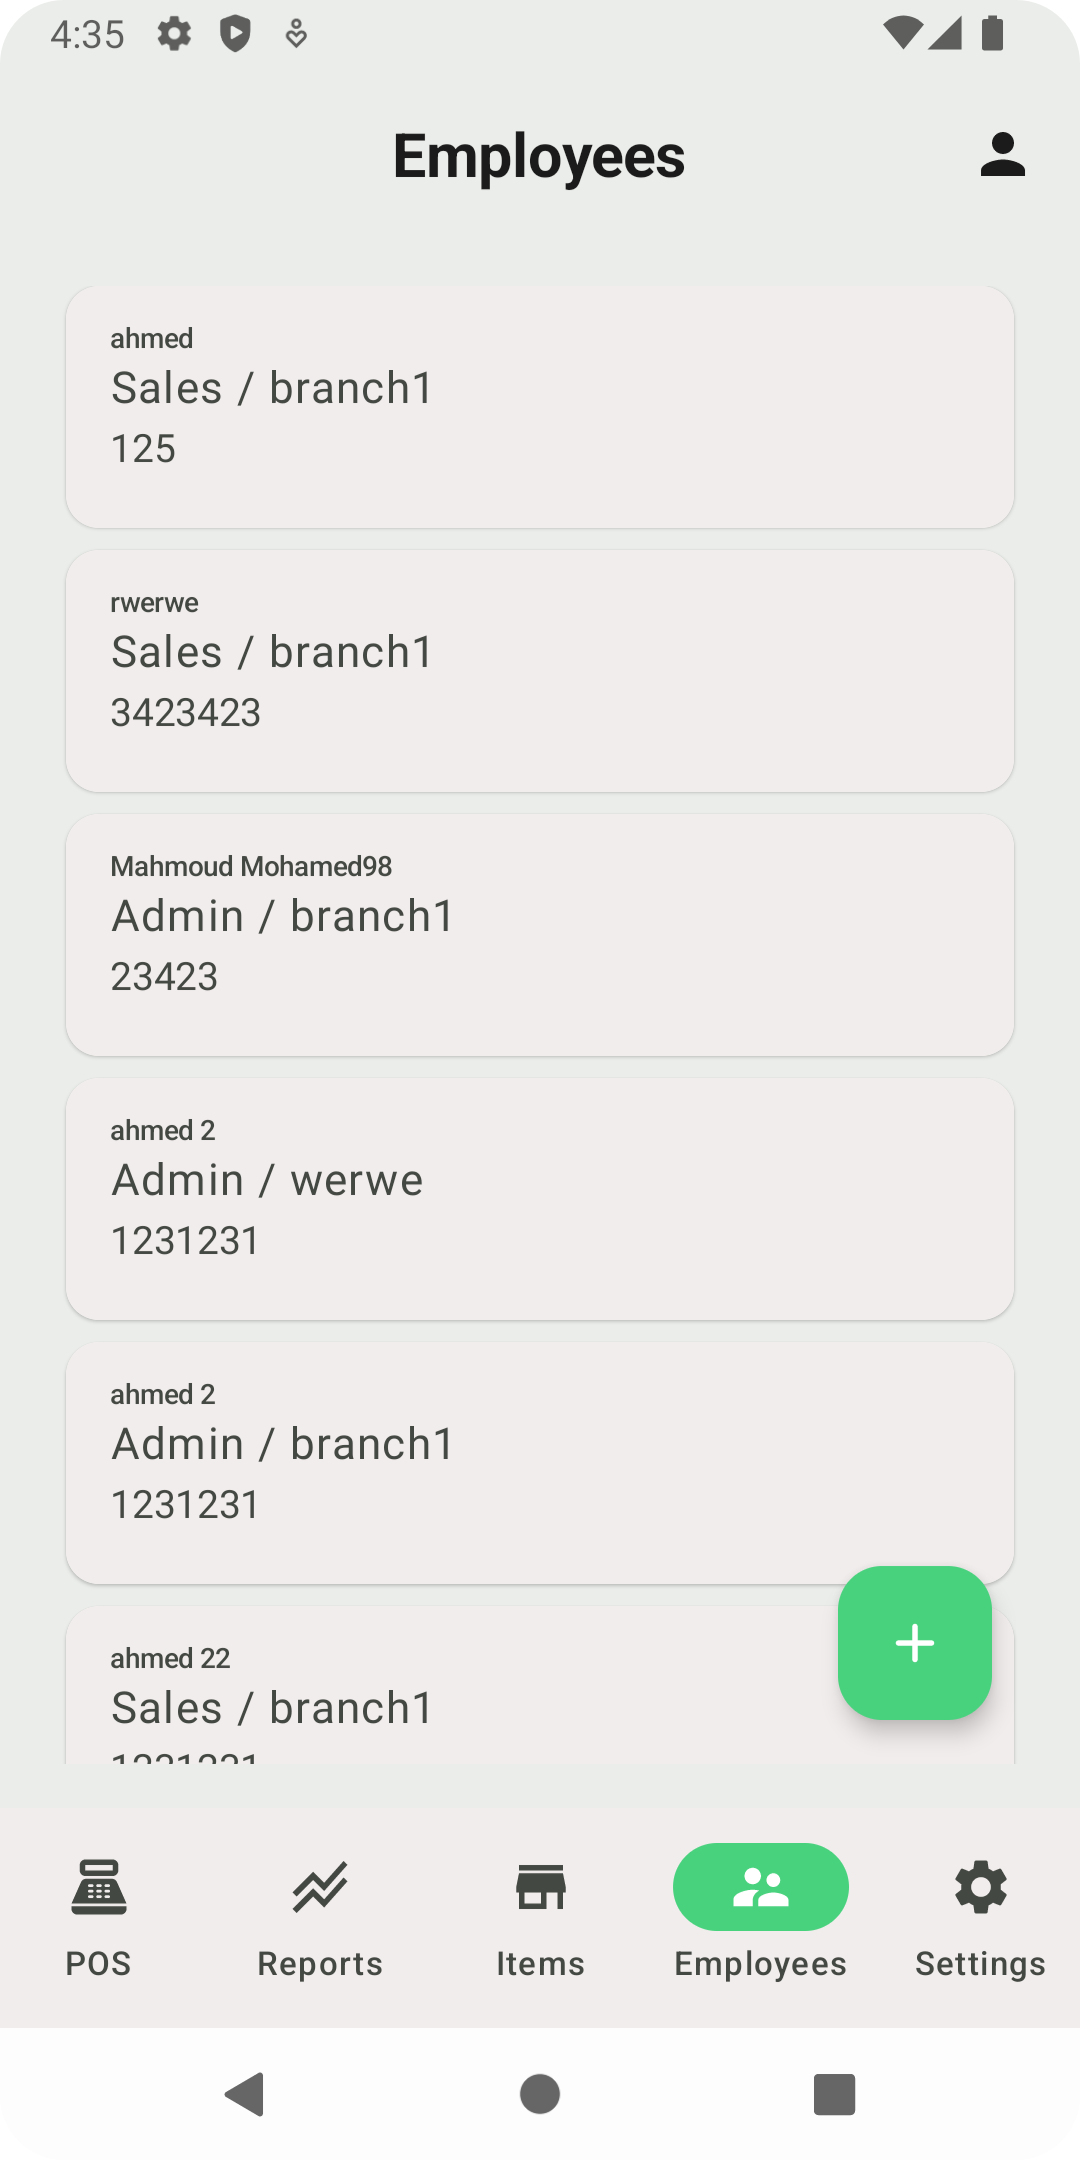 4:35
Employees
ahmed
Sales / branch1
125
rwerwe
Sales / branch1
3423423
Mahmoud Mohamed98
Admin / branch1
23423
ahmed 2
Admin / werwe
1231231
ahmed 2
Admin / branch1
1231231
ahmed 22
Sales / branch1
POS
Reports
Items
Employees
Settings